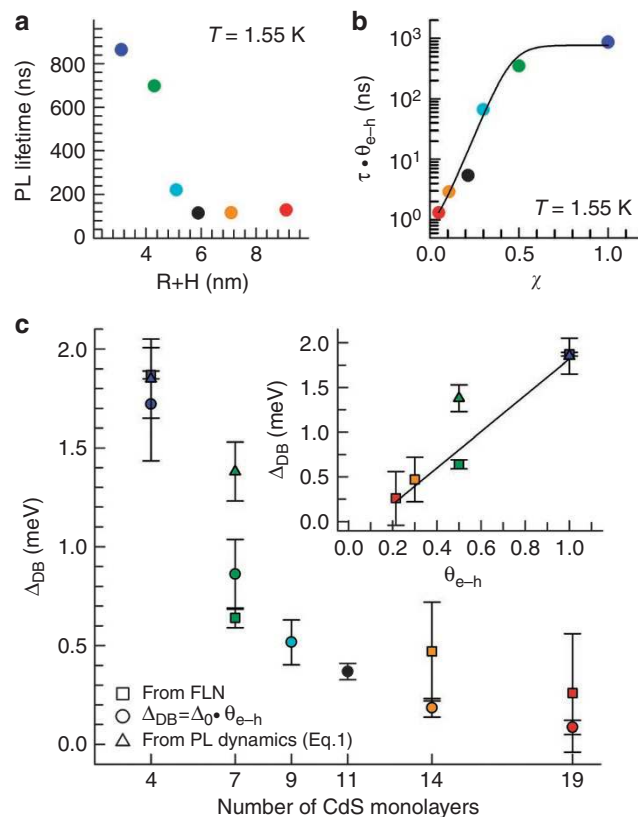 a
T = 1.55 K
800
600
400
200
0
PL lifetime (ns)
4
6
8
R+H (nm)
b
10³
10²
10¹
10⁰
τ • θe–h (ns)
T = 1.55 K
0.0
0.5
1.0
χ
c
2.0
1.5
1.0
0.5
0.0
ΔDB (meV)
2.0
1.5
1.0
0.5
0.0
ΔDB (meV)
0.0 0.2 0.4 0.6 0.8 1.0
θe–h
From FLN
ΔDB=Δ0 • θe–h
From PL dynamics (Eq.1)
4 7 9 11 14 19
Number of CdS monolayers